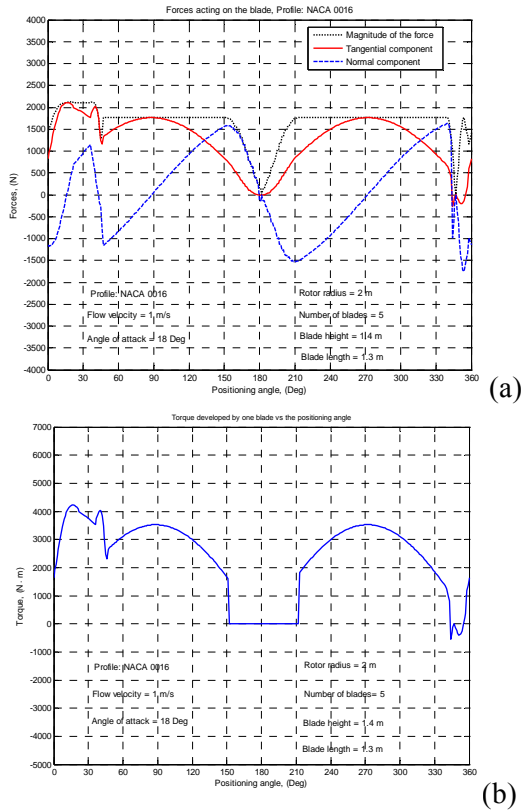 Forces acting on the blade, Profile: NACA 0016
4000
3500
3000
2500
2000
1500
1000
500
0
-500
-1000
-1500
-2000
2500
3000
3500
-4000
Forces, (N)
Magnitude of the force
Tangential component
Normal component
Profile: NACA 0016
Flow velocity = 1 m/s
Angle of attack = 18 Deg
Rotor radius = 2 m
Number of blades = 5
Blade height = 1.4 m
Blade length = 1.3 m
0 30 60 90 120 150 180 210 240 270 300 330 360
Positioning angle, (Deg)
(a)
Torque developed by one blade vs the positioning angle
7000
6000
5000
4000
3000
2000
1000
0
-1000
-2000
-3000
-4000
-5000
Torque, (N · m)
Profile: NACA 0016
Flow velocity = 1 m/s
Angle of attack = 18 Deg
Rotor radius = 2 m
Number of blades= 5
Blade height = 1.4 m
Blade length = 1.3 m
0 30 60 90 120 150 180 210 240 270 300 330 360
Positioning angle, (Deg)
(b)